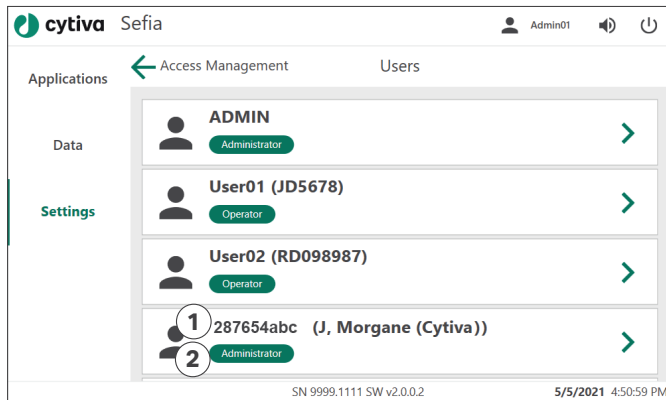 cytiva Sefia Admin01
Access Management Users
Applications
Data
Settings
ADMIN
Administrator
User01 (JD5678)
Operator
User02 (RD098987)
Operator
1 287654abc (J, Morgane (Cytiva))
2 Administrator
SN 9999.1111 SW v2.0.0.2 5/5/2021 4:50:59 PM